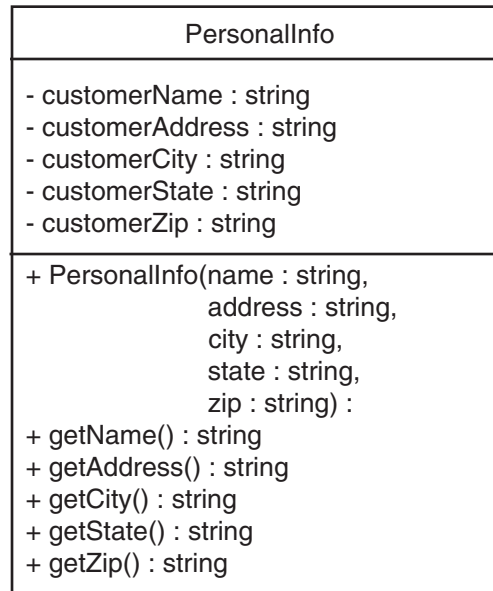 PersonalInfo
- customerName : string
- customerAddress : string
- customerCity : string
- customerState : string
- customerZip : string
+ PersonalInfo(name : string,
address : string,
city : string,
state : string,
zip : string) :
+ getName() : string
+ getAddress() : string
+ getCity() : string
+ getState() : string
+ getZip() : string